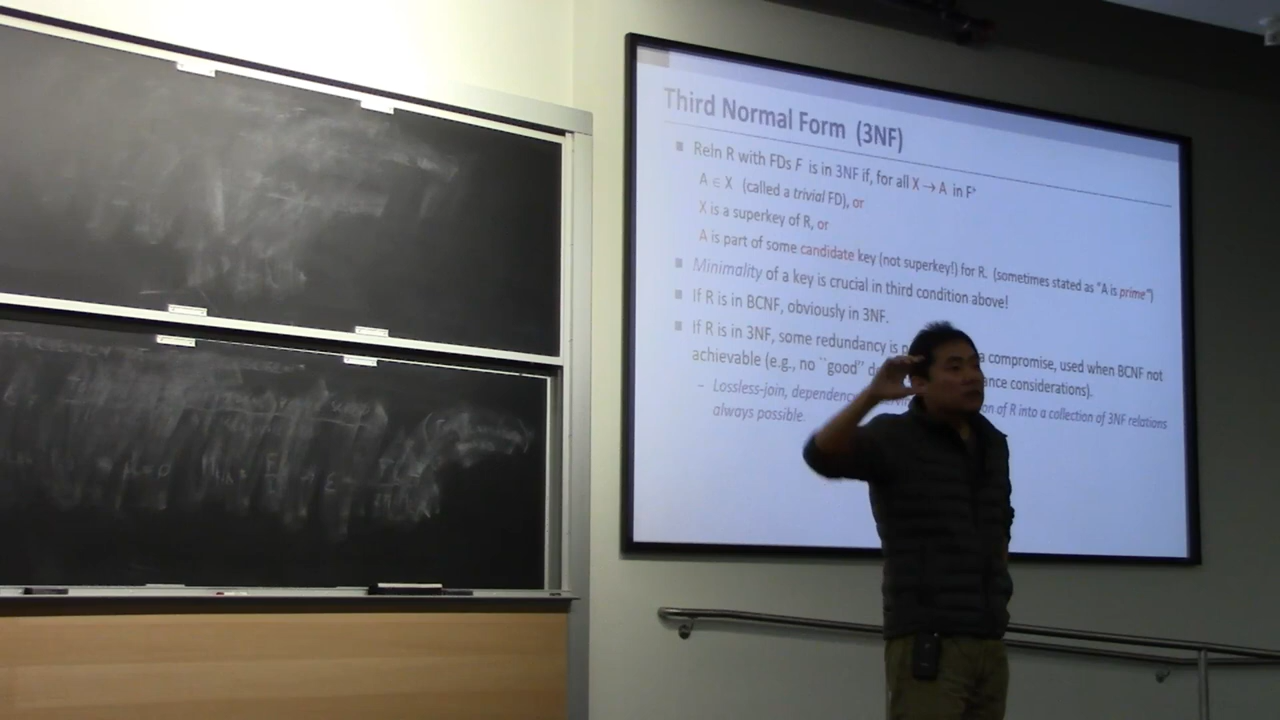 Third Normal Form (3NF)
Reln R with FDs F is in 3NF if, for all X → A in F⁺
A ∈ X (called a trivial FD), or
X is a superkey of R, or
A is part of some candidate key (not superkey!) for R. (sometimes stated as “A is prime”)
Minimality of a key is crucial in third condition above!
If R is in BCNF, obviously in 3NF.
If R is in 3NF, some redundancy is a compromise, used when BCNF not
achievable (e.g., no ``good’’ considerations).
– Lossless-join, of R into a collection of 3NF relations
always possible.